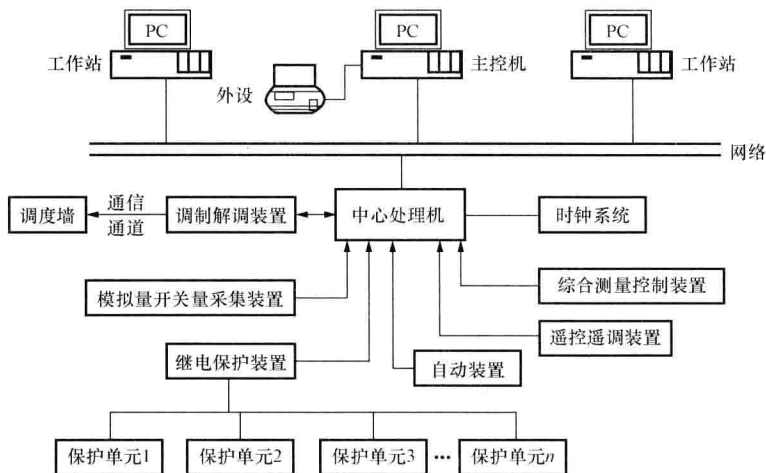 PC
PC
PC
工作站
外设
主控机
工作站
网络
调度墙
通信
通道
调制解调装置
中心处理机
时钟系统
模拟量开关量采集装置
综合测量控制装置
遥控遥调装置
继电保护装置
自动装置
保护单元1
保护单元2
保护单元3
···
保护单元n